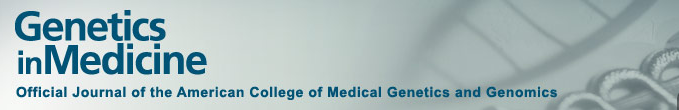 Genetics
inMedicine
Official Journal of the American College of Medical Genetics and Genomics